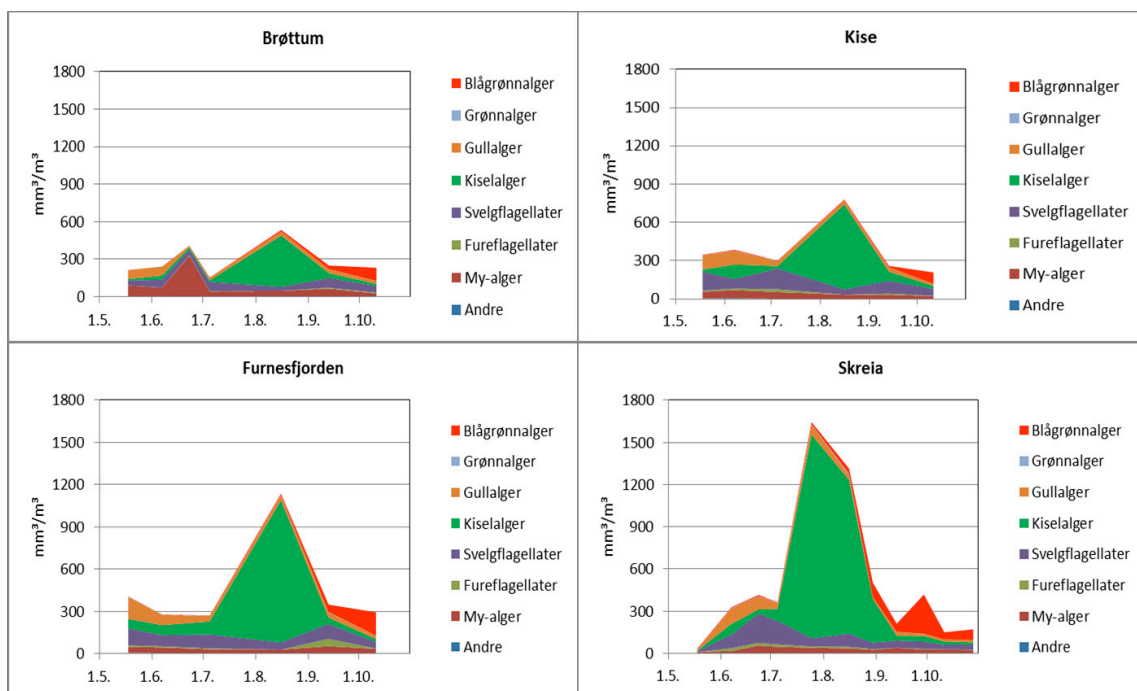 Brøttum
1800
1500
1200
900
600
300
0
mm³/m³
1.5. 1.6. 1.7. 1.8. 1.9. 1.10.
Blågrønnalger
Grønnalger
Gullalger
Kiselalger
Svelgflagellater
Fureflagellater
My-alger
Andre
Kise
1800
1500
1200
900
600
300
0
mm³/m³
1.5. 1.6. 1.7. 1.8. 1.9. 1.10.
Blågrønnalger
Grønnalger
Gullalger
Kiselalger
Svelgflagellater
Fureflagellater
My-alger
Andre
Furnesfjorden
1800
1500
1200
900
600
300
0
mm³/m³
1.5. 1.6. 1.7. 1.8. 1.9. 1.10.
Blågrønnalger
Grønnalger
Gullalger
Kiselalger
Svelgflagellater
Fureflagellater
My-alger
Andre
Skreia
1800
1500
1200
900
600
300
0
mm³/m³
1.5. 1.6. 1.7. 1.8. 1.9. 1.10.
Blågrønnalger
Grønnalger
Gullalger
Kiselalger
Svelgflagellater
Fureflagellater
My-alger
Andre